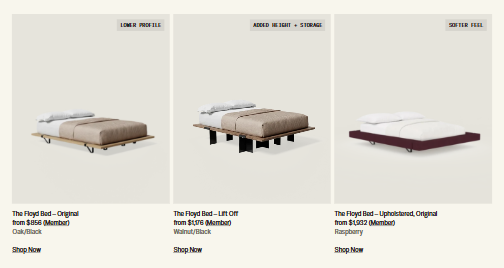 LOWER PROFILE
ADDED HEIGHT + STORAGE
SOFTER FEEL
The Floyd Bed – Original
from $856 (Member)
Oak/Black
Shop Now
The Floyd Bed – Lift Off
from $1,176 (Member)
Walnut/Black
Shop Now
The Floyd Bed – Upholstered, Original
from $1,932 (Member)
Raspberry
Shop Now